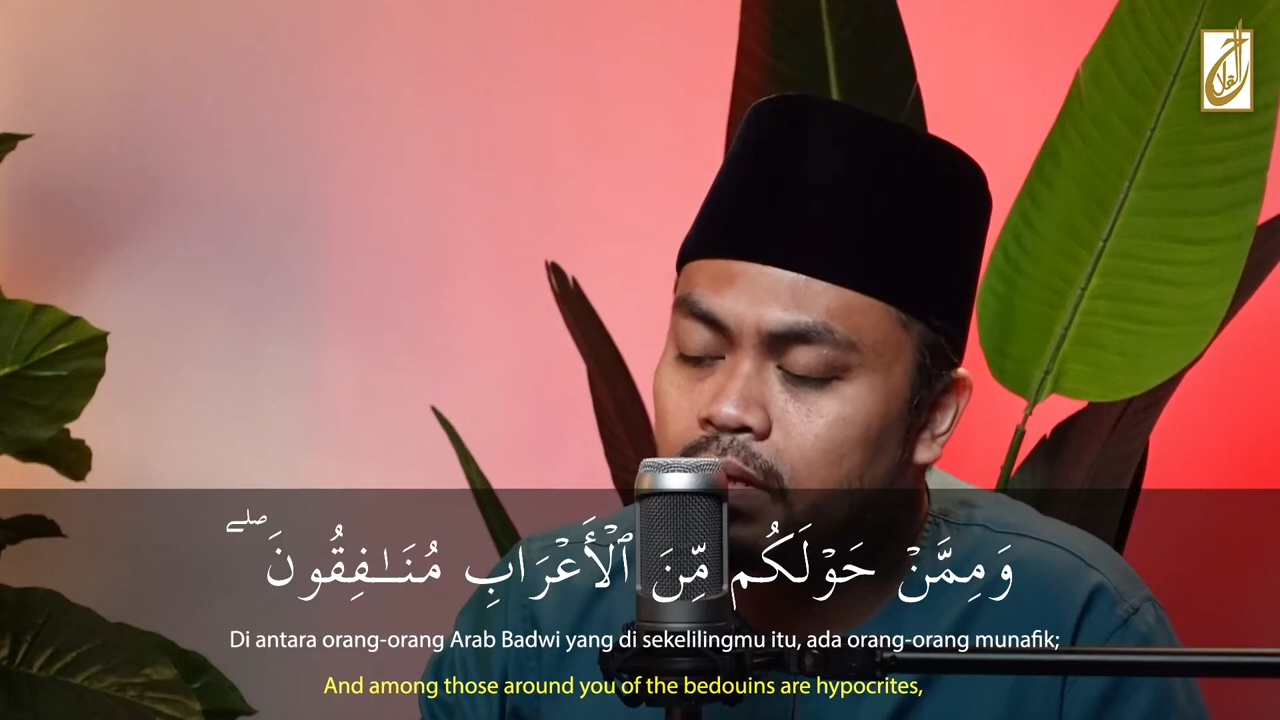 وَمِمَّنْ حَوْلَكُم مِّنَ ٱلْأَعْرَابِ مُنَـٰفِقُونَ ۖ
Di antara orang-orang Arab Badwi yang di sekelilingmu itu, ada orang-orang munafik;
And among those around you of the bedouins are hypocrites,